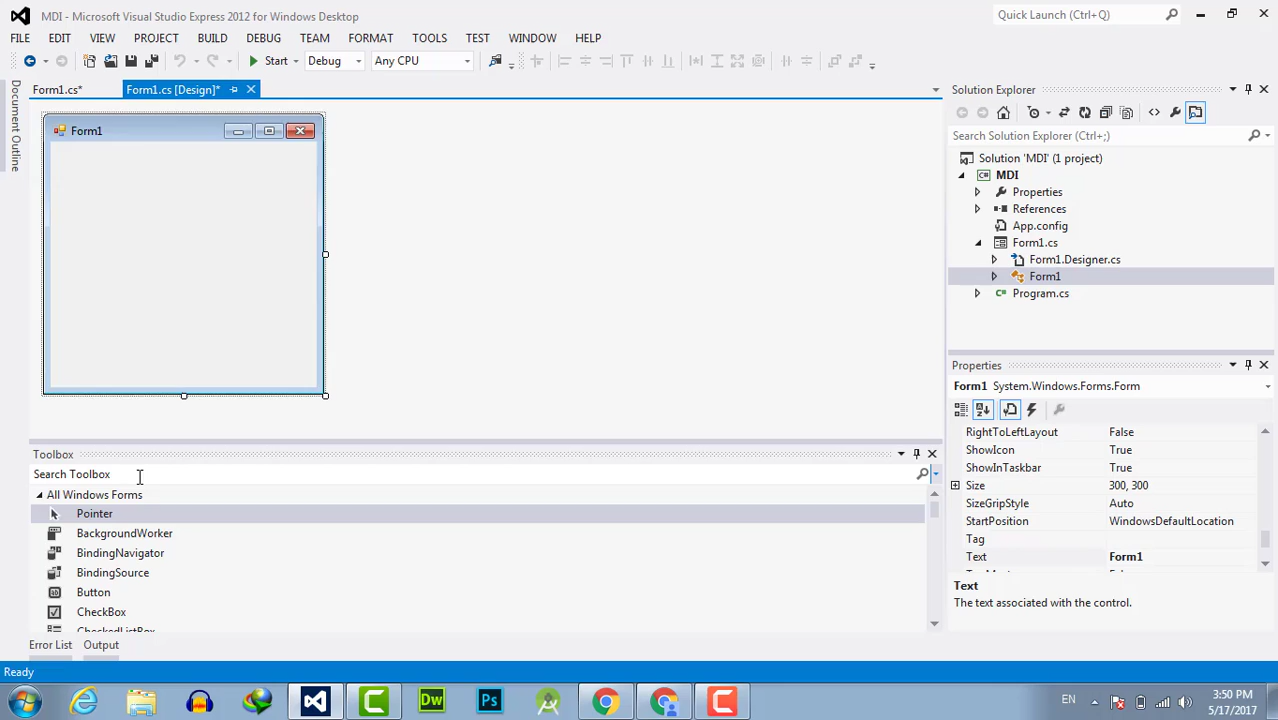 MDI - Microsoft Visual Studio Express 2012 for Windows Desktop
Quick Launch (Ctrl+Q)
FILE EDIT VIEW PROJECT BUILD DEBUG TEAM FORMAT TOOLS TEST WINDOW HELP
Start Debug Any CPU
Document Outline
Form1.cs* Form1.cs [Design]*
Form1
Solution Explorer
Search Solution Explorer (Ctrl+;)
Solution 'MDI' (1 project)
MDI
Properties
References
App.config
Form1.cs
Form1.Designer.cs
Form1
Program.cs
Properties
Form1 System.Windows.Forms.Form
RightToLeftLayout False
ShowIcon True
ShowInTaskbar True
Size 300, 300
SizeGripStyle Auto
StartPosition WindowsDefaultLocation
Tag
Text Form1
Text
The text associated with the control.
Toolbox
Search Toolbox
All Windows Forms
Pointer
BackgroundWorker
BindingNavigator
BindingSource
Button
CheckBox
CheckedListBox
Error List Output
Ready
Dw Ps
EN
3:50 PM
5/17/2017